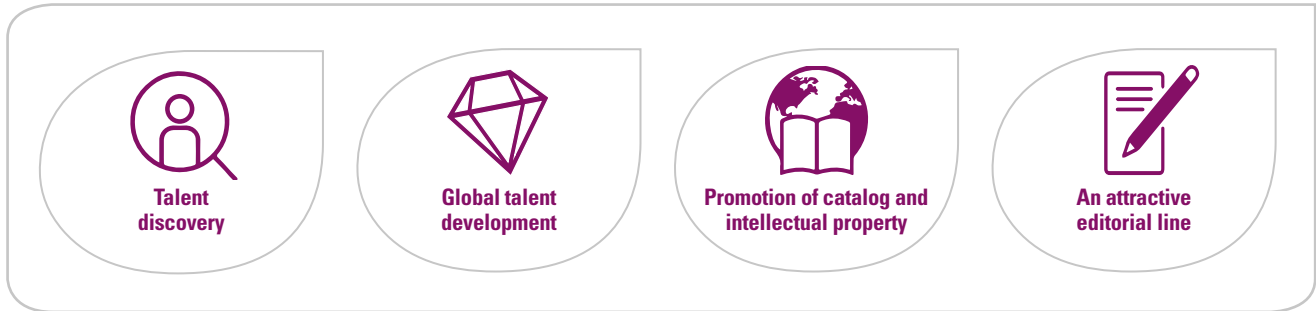 Talent
discovery
Global talent
development
Promotion of catalog and
intellectual property
An attractive
editorial line